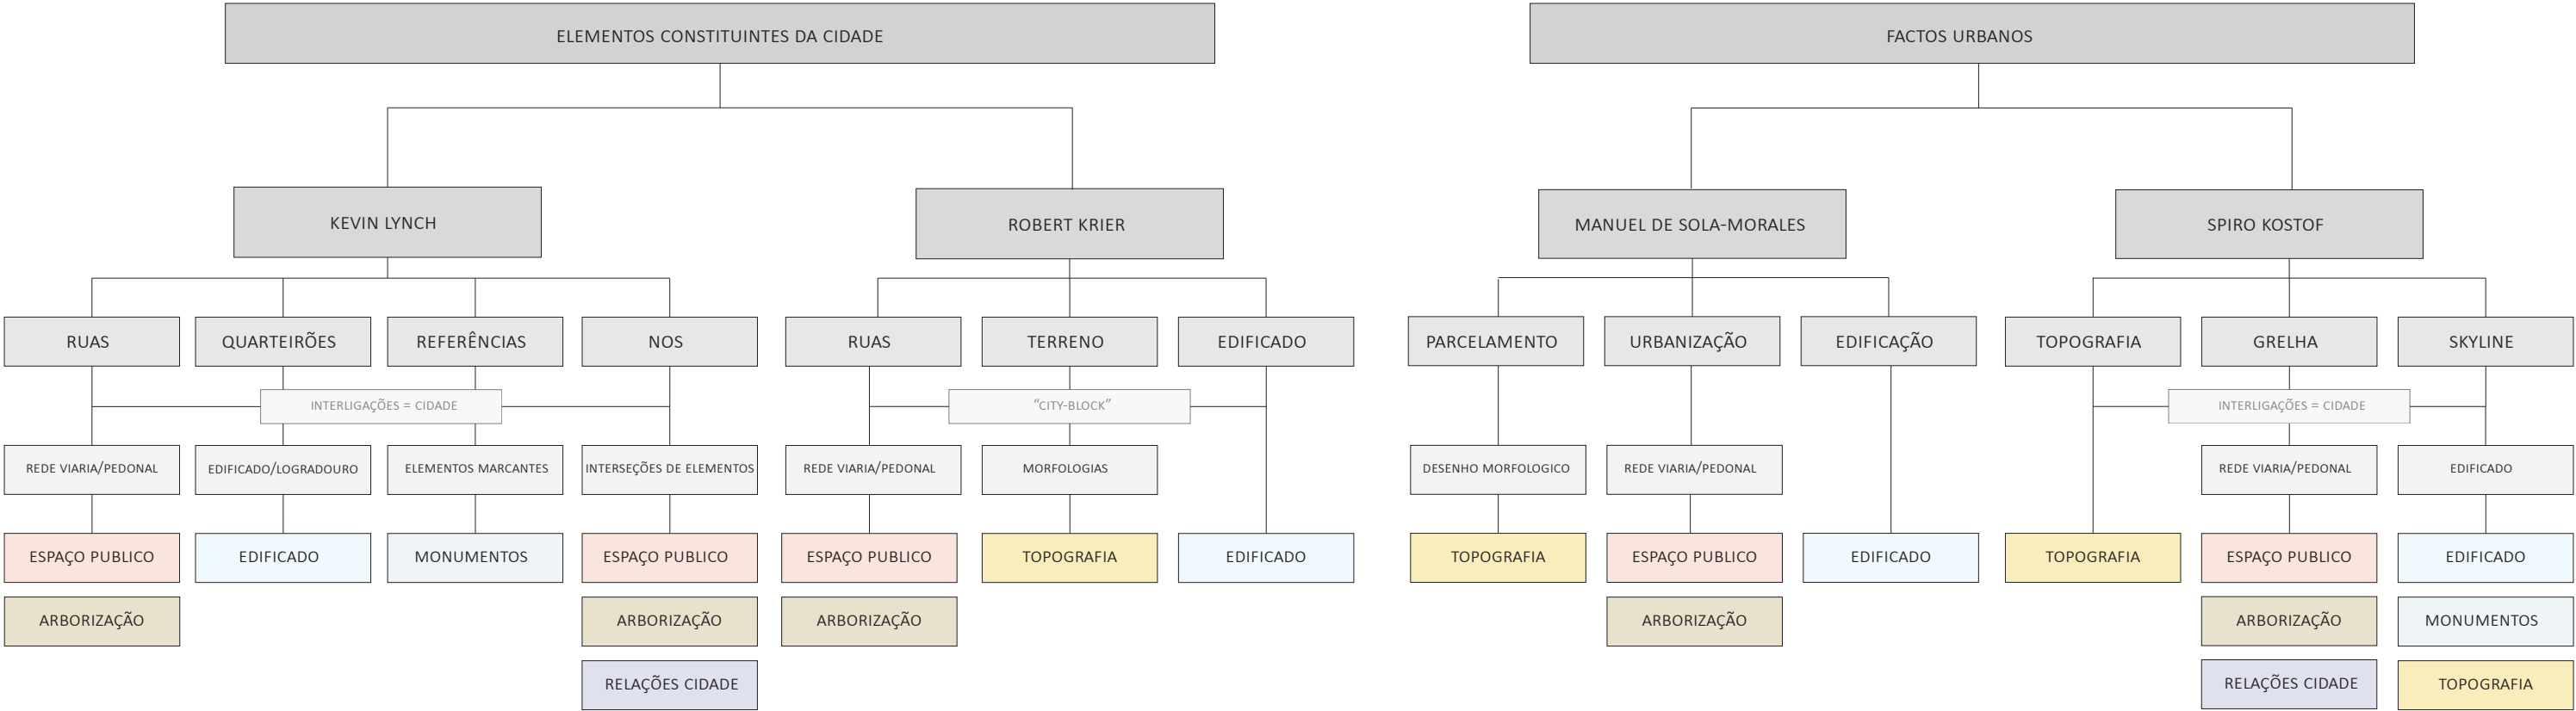 ELEMENTOS CONSTITUINTES DA CIDADE
FACTOS URBANOS
KEVIN LYNCH
ROBERT KRIER
MANUEL DE SOLA-MORALES
SPIRO KOSTOF
RUAS
QUARTEIRÕES
REFERÊNCIAS
NOS
RUAS
TERRENO
EDIFICADO
PARCELAMENTO
URBANIZAÇÃO
EDIFICAÇÃO
TOPOGRAFIA
GRELHA
SKYLINE
INTERLIGAÇÕES = CIDADE
“CITY-BLOCK”
INTERLIGAÇÕES = CIDADE
REDE VIARIA/PEDONAL
EDIFICADO/LOGRADOURO
ELEMENTOS MARCANTES
INTERSEÇÕES DE ELEMENTOS
REDE VIARIA/PEDONAL
MORFOLOGIAS
DESENHO MORFOLOGICO
REDE VIARIA/PEDONAL
REDE VIARIA/PEDONAL
EDIFICADO
ESPAÇO PUBLICO
EDIFICADO
MONUMENTOS
ESPAÇO PUBLICO
ESPAÇO PUBLICO
TOPOGRAFIA
EDIFICADO
TOPOGRAFIA
ESPAÇO PUBLICO
EDIFICADO
TOPOGRAFIA
ESPAÇO PUBLICO
EDIFICADO
ARBORIZAÇÃO
ARBORIZAÇÃO
ARBORIZAÇÃO
ARBORIZAÇÃO
ARBORIZAÇÃO
MONUMENTOS
RELAÇÕES CIDADE
RELAÇÕES CIDADE
TOPOGRAFIA